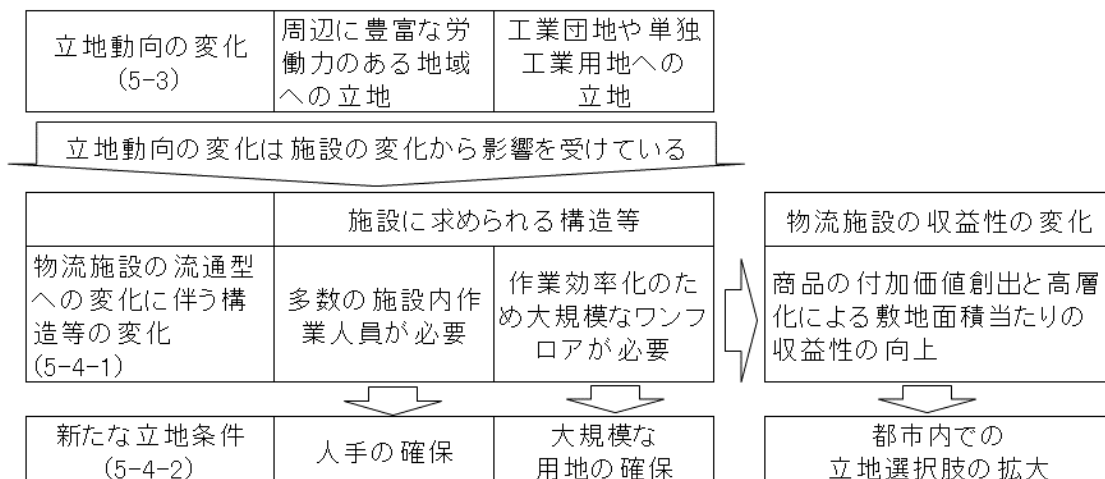 立地動向の変化
(5-3)
周辺に豊富な労
働力のある地域
への立地
工業団地や単独
工業用地への
立地
立地動向の変化は施設の変化から影響を受けている
施設に求められる構造等
物流施設の収益性の変化
物流施設の流通型
への変化に伴う構
造等の変化
(5-4-1)
多数の施設内作
業人員が必要
作業効率化のた
め大規模なワンフ
ロアが必要
商品の付加価値創出と高層
化による敷地面積当たりの
収益性の向上
新たな立地条件
(5-4-2)
人手の確保
大規模な
用地の確保
都市内での
立地選択肢の拡大